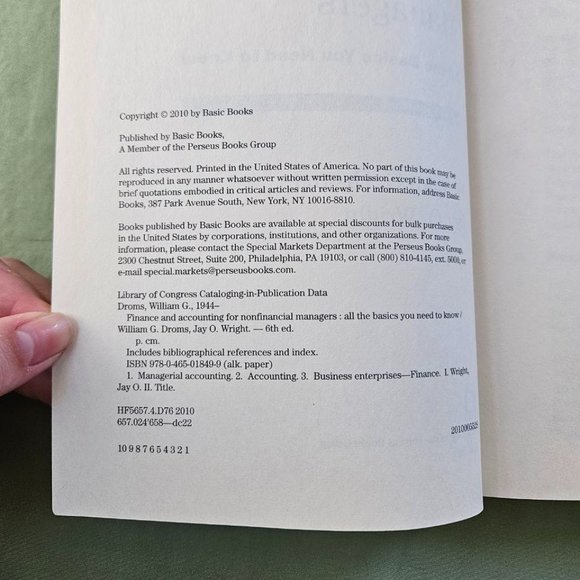 Copyright © 2010 by Basic Books
Published by Basic Books,
A Member of the Perseus Books Group
All rights reserved. Printed in the United States of America. No part of this book may be
reproduced in any manner whatsoever without written permission except in the case of
brief quotations embodied in critical articles and reviews. For information, address Basic
Books, 387 Park Avenue South, New York, NY 10016-8810.
Books published by Basic Books are available at special discounts for bulk purchases
in the United States by corporations, institutions, and other organizations. For more
information, please contact the Special Markets Department at the Perseus Books Group,
2300 Chestnut Street, Suite 200, Philadelphia, PA 19103, or call (800) 810-4145, ext. 5000, or
e-mail special.markets@perseusbooks.com.
Library of Congress Cataloging-in-Publication Data
Droms, William G., 1944–
Finance and accounting for nonfinancial managers : all the basics you need to know /
William G. Droms, Jay O. Wright. — 6th ed.
p. cm.
Includes bibliographical references and index.
ISBN 978-0-465-01849-9 (alk. paper)
1. Managerial accounting. 2. Accounting. 3. Business enterprises—Finance. I. Wright,
Jay O. II. Title.
HF5657.4.D76 2010
657.024'658—dc22
10 9 8 7 6 5 4 3 2 1